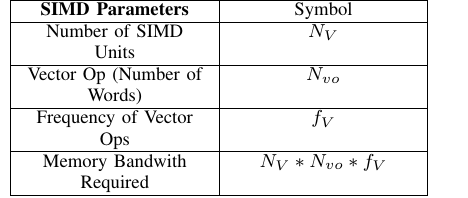 SIMD Parameters Symbol
Number of SIMD Units N_V
Vector Op (Number of Words) N_{vo}
Frequency of Vector Ops f_V
Memory Bandwith Required N_V * N_{vo} * f_V